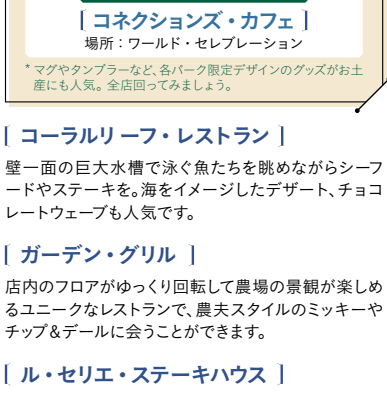 [ コネクションズ・カフェ ]
場所：ワールド・セレブレーション
* マグやタンブラーなど、各パーク限定デザインのグッズがお土
産にも人気。全店回ってみましょう。
[ コーラルリーフ・レストラン ]
壁一面の巨大水槽で泳ぐ魚たちを眺めながらシーフ
ードやステーキを。海をイメージしたデザート、チョコ
レートウェーブも人気です。
[ ガーデン・グリル ]
店内のフロアがゆっくり回転して農場の景観が楽しめ
るユニークなレストランで、農夫スタイルのミッキーや
チップ&デールに会うことができます。
[ ル・セリエ・ステーキハウス ]